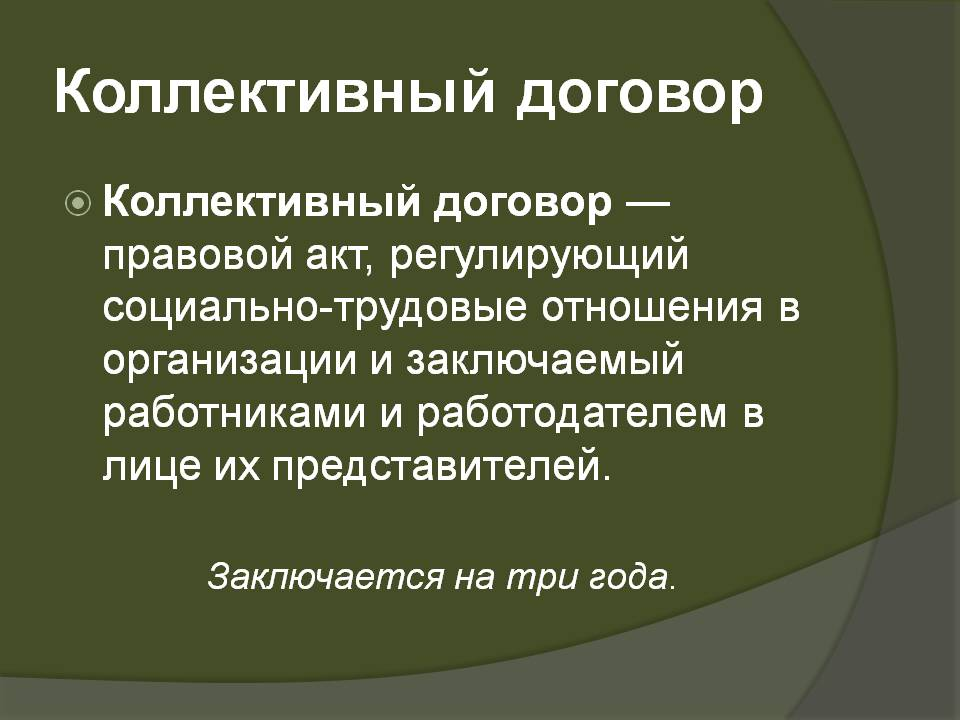 Коллективный договор
Коллективный договор —
правовой акт, регулирующий
социально-трудовые отношения в
организации и заключаемый
работниками и работодателем в
лице их представителей.
Заключается на три года.